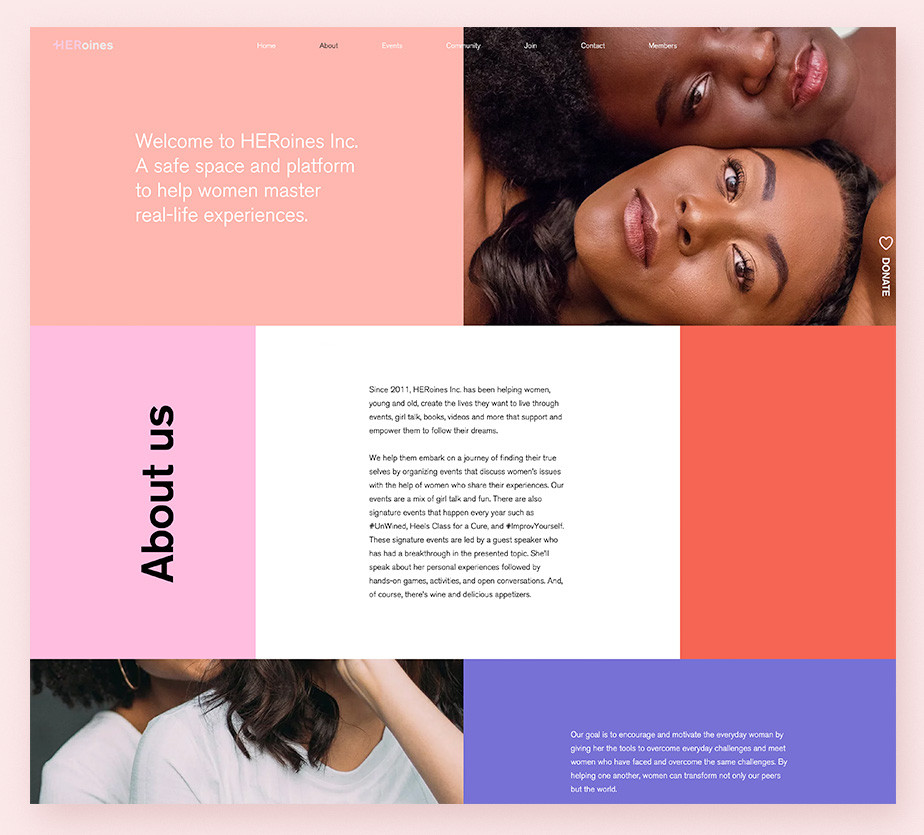 HERoines
Home About Events Community Join Contact Members
Welcome to HERoines Inc.
A safe space and platform
to help women master
real-life experiences.
DONATE
About us
Since 2011, HERoines Inc. has been helping women,
young and old, create the lives they want to live through
events, girl talk, books, videos and more that support and
empower them to follow their dreams.
We help them embark on a journey of finding their true
selves by organizing events that discuss women's issues
with the help of women who share their experiences. Our
events are a mix of girl talk and fun. There are also
signature events that happen every year such as
#UnWined, Heels Class for a Cure, and #ImprovYourself.
These signature events are led by a guest speaker who
has had a breakthrough in the presented topic. She'll
speak about her personal experiences followed by
hands-on games, activities, and open conversations. And,
of course, there's wine and delicious appetizers.
Our goal is to encourage and motivate the everyday woman by
giving her the tools to overcome everyday challenges and meet
women who have faced and overcome the same challenges. By
helping one another, women can transform not only our peers
but the world.